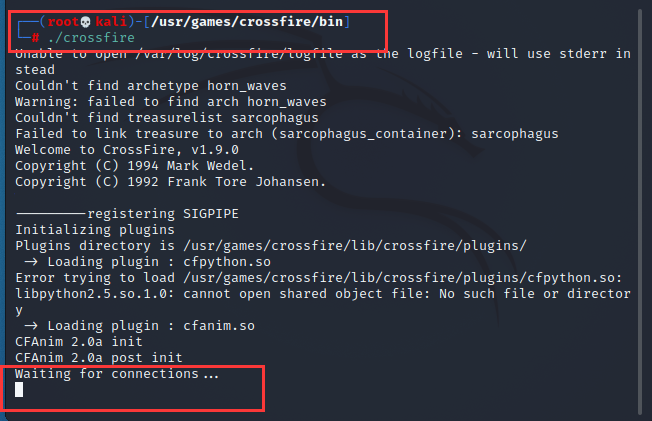 ┌──(root💀kali)-[/usr/games/crossfire/bin]
└─# ./crossfire
Unable to open /var/log/crossfire/logfile as the logfile - will use stderr in
stead
Couldn't find archetype horn_waves
Warning: failed to find arch horn_waves
Couldn't find treasurelist sarcophagus
Failed to link treasure to arch (sarcophagus_container): sarcophagus
Welcome to CrossFire, v1.9.0
Copyright (C) 1994 Mark Wedel.
Copyright (C) 1992 Frank Tore Johansen.
---------registering SIGPIPE
Initializing plugins
Plugins directory is /usr/games/crossfire/lib/crossfire/plugins/
 -> Loading plugin : cfpython.so
Error trying to load /usr/games/crossfire/lib/crossfire/plugins/cfpython.so:
libpython2.5.so.1.0: cannot open shared object file: No such file or director
y
 -> Loading plugin : cfanim.so
CFAnim 2.0a init
CFAnim 2.0a post init
Waiting for connections...